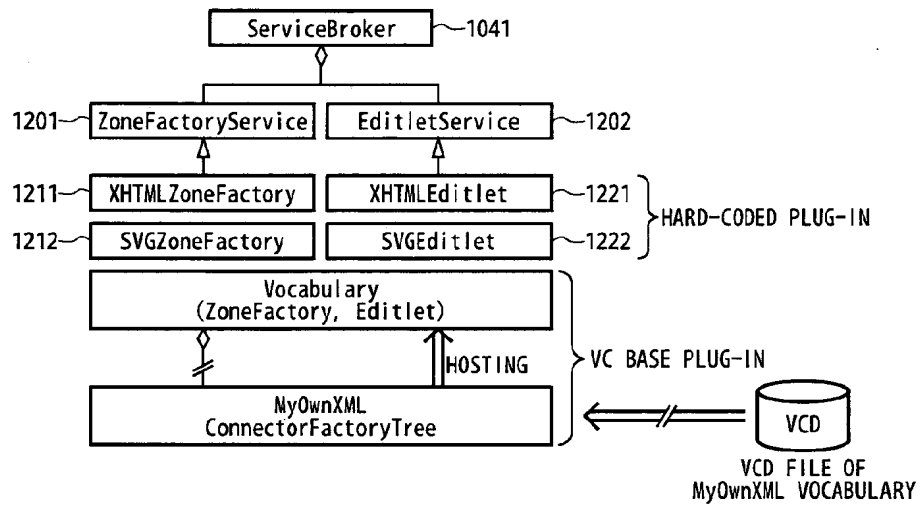 ServiceBroker
1041
1201
ZoneFactoryService
EditletService
1202
1211
XHTMLZoneFactory
XHTMLEditlet
1221
HARD-CODED PLUG-IN
1212
SVGZoneFactory
SVGEditlet
1222
Vocabulary
(ZoneFactory, Editlet)
HOSTING
VC BASE PLUG-IN
MyOwnXML
ConnectorFactoryTree
VCD
VCD FILE OF
MyOwnXML VOCABULARY